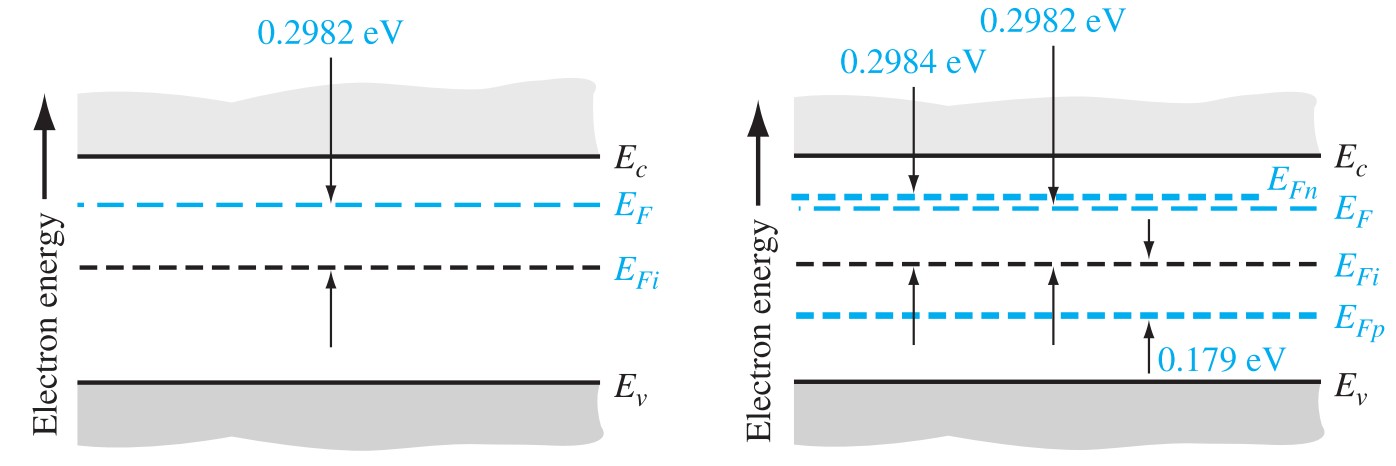 0.2982 eV
Electron energy
E_c
E_F
E_{Fi}
E_v
0.2982 eV
0.2984 eV
Electron energy
E_c
E_{Fn}
E_F
E_{Fi}
E_{Fp}
0.179 eV
E_v